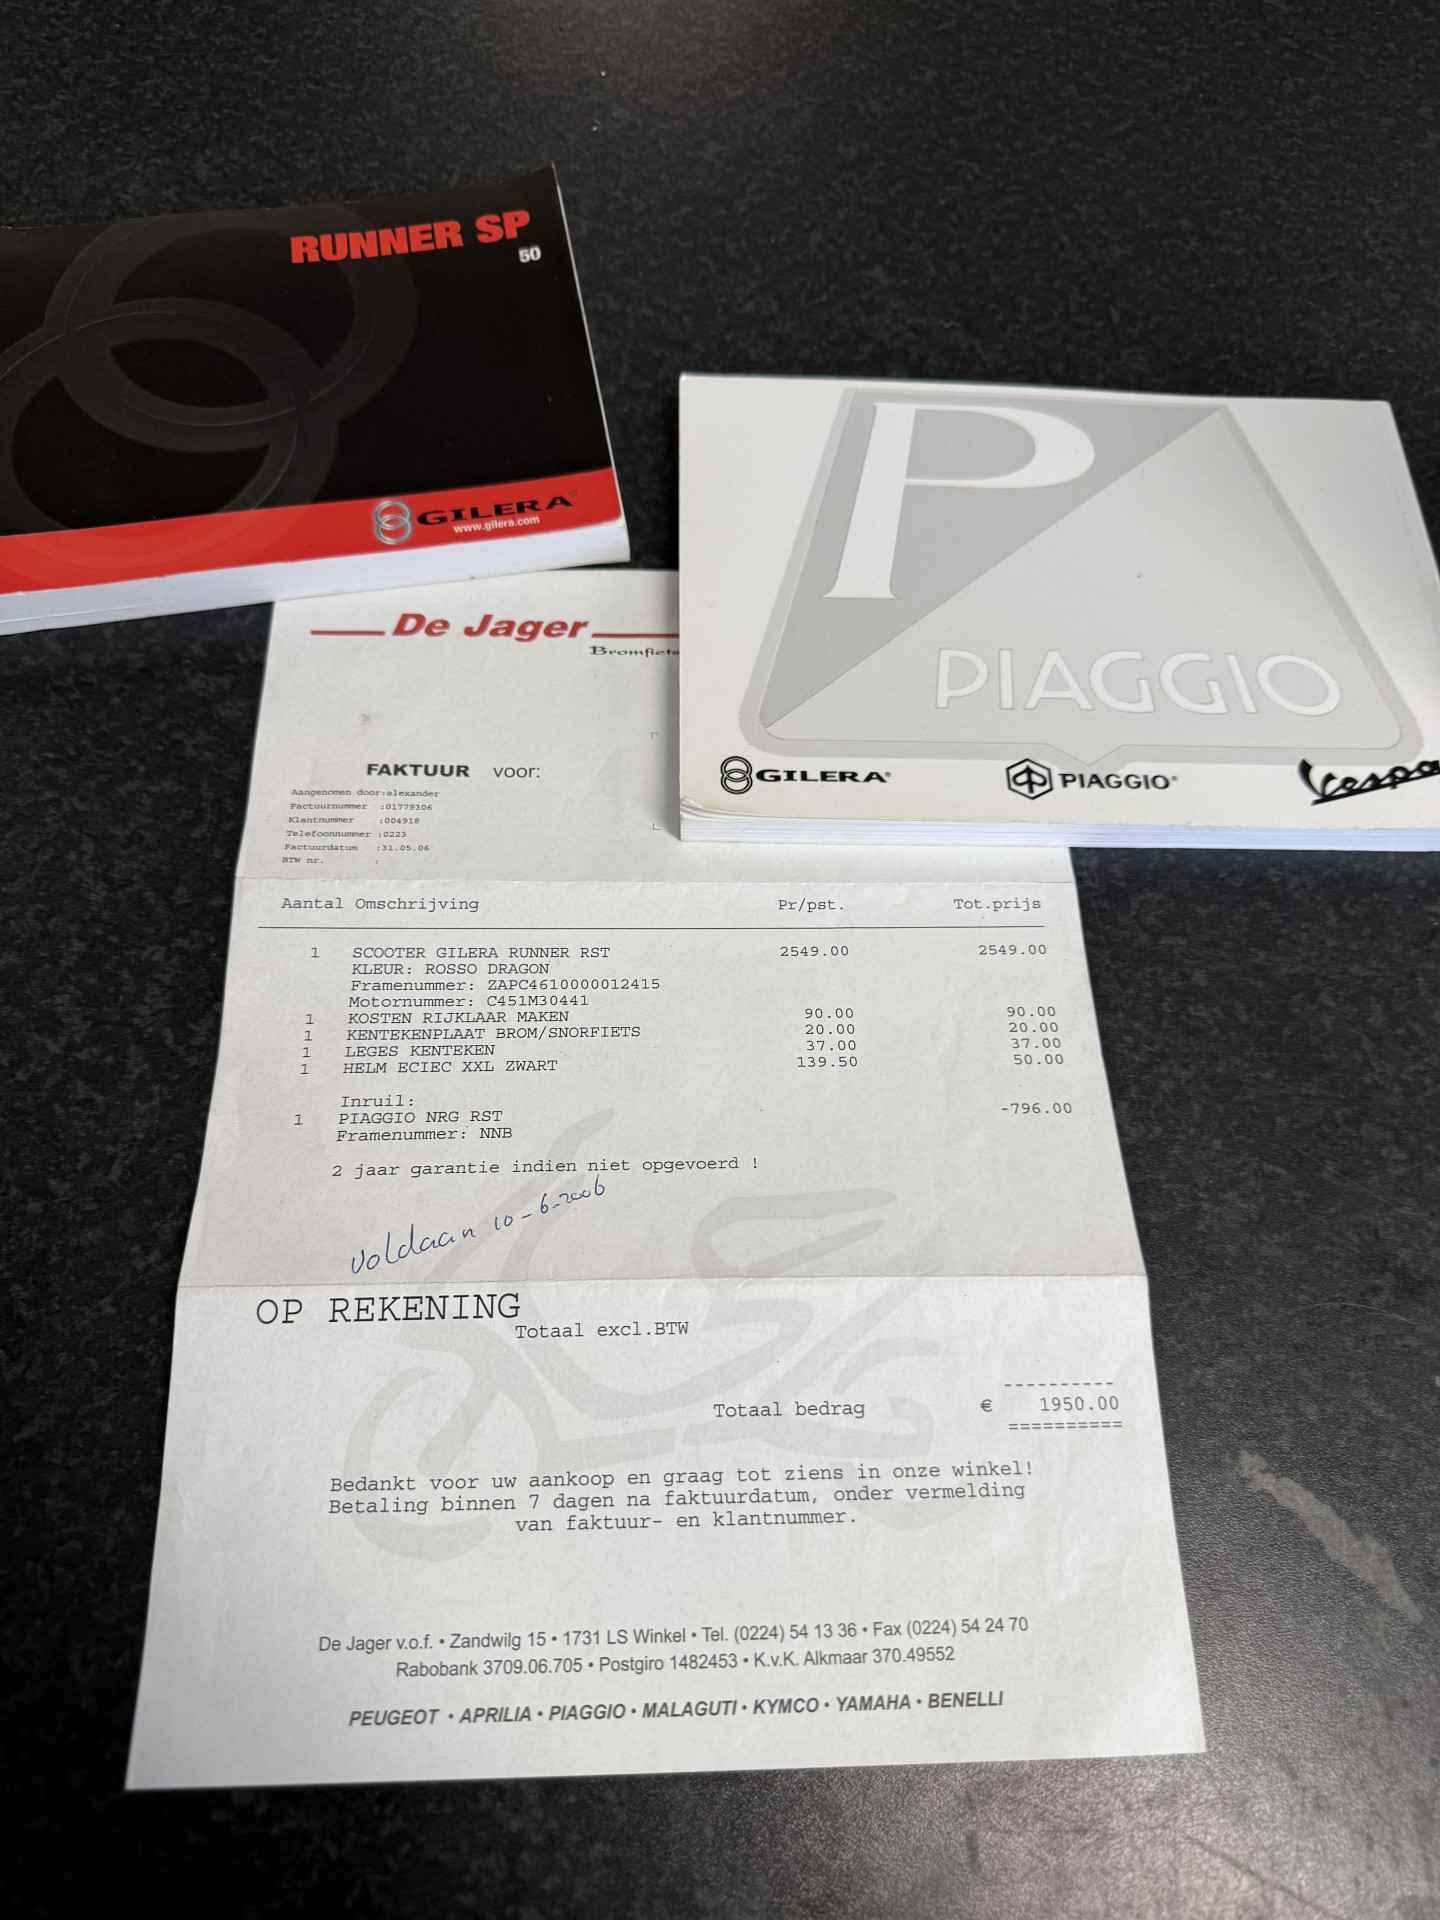 RUNNER SP
50
GILERA
www.gilera.com
P
PIAGGIO
GILERA
PIAGGIO
Vespa
De Jager
FAKTUUR voor:
Aangenomen door:alexander
Factuurnummer :01779306
Klantnummer :004918
Telefoonnummer :0223
Factuurdatum :31.05.06
BTW nr. :
Aantal Omschrijving Pr/pst. Tot.prijs
1 SCOOTER GILERA RUNNER RST 2549.00 2549.00
KLEUR: ROSSO DRAGON
Framenummer: ZAPC4610000012415
Motornummer: C451M30441
1 KOSTEN RIJKLAAR MAKEN 90.00 90.00
1 KENTEKENPLAAT BROM/SNORFIETS 20.00 20.00
1 LEGES KENTEKEN 37.00 37.00
1 HELM ECIEC XXL ZWART 139.50 50.00
Inruil:
1 PIAGGIO NRG RST -796.00
Framenummer: NNB
2 jaar garantie indien niet opgevoerd !
voldaan 10-6-2006
OP REKENING
Totaal excl.BTW
----------
Totaal bedrag € 1950.00
==========
Bedankt voor uw aankoop en graag tot ziens in onze winkel!
Betaling binnen 7 dagen na faktuurdatum, onder vermelding
van faktuur- en klantnummer.
De Jager v.o.f. • Zandwilg 15 • 1731 LS Winkel • Tel. (0224) 54 13 36 • Fax (0224) 54 24 70
Rabobank 3709.06.705 • Postgiro 1482453 • K.v.K. Alkmaar 370.49552
PEUGEOT • APRILIA • PIAGGIO • MALAGUTI • KYMCO • YAMAHA • BENELLI